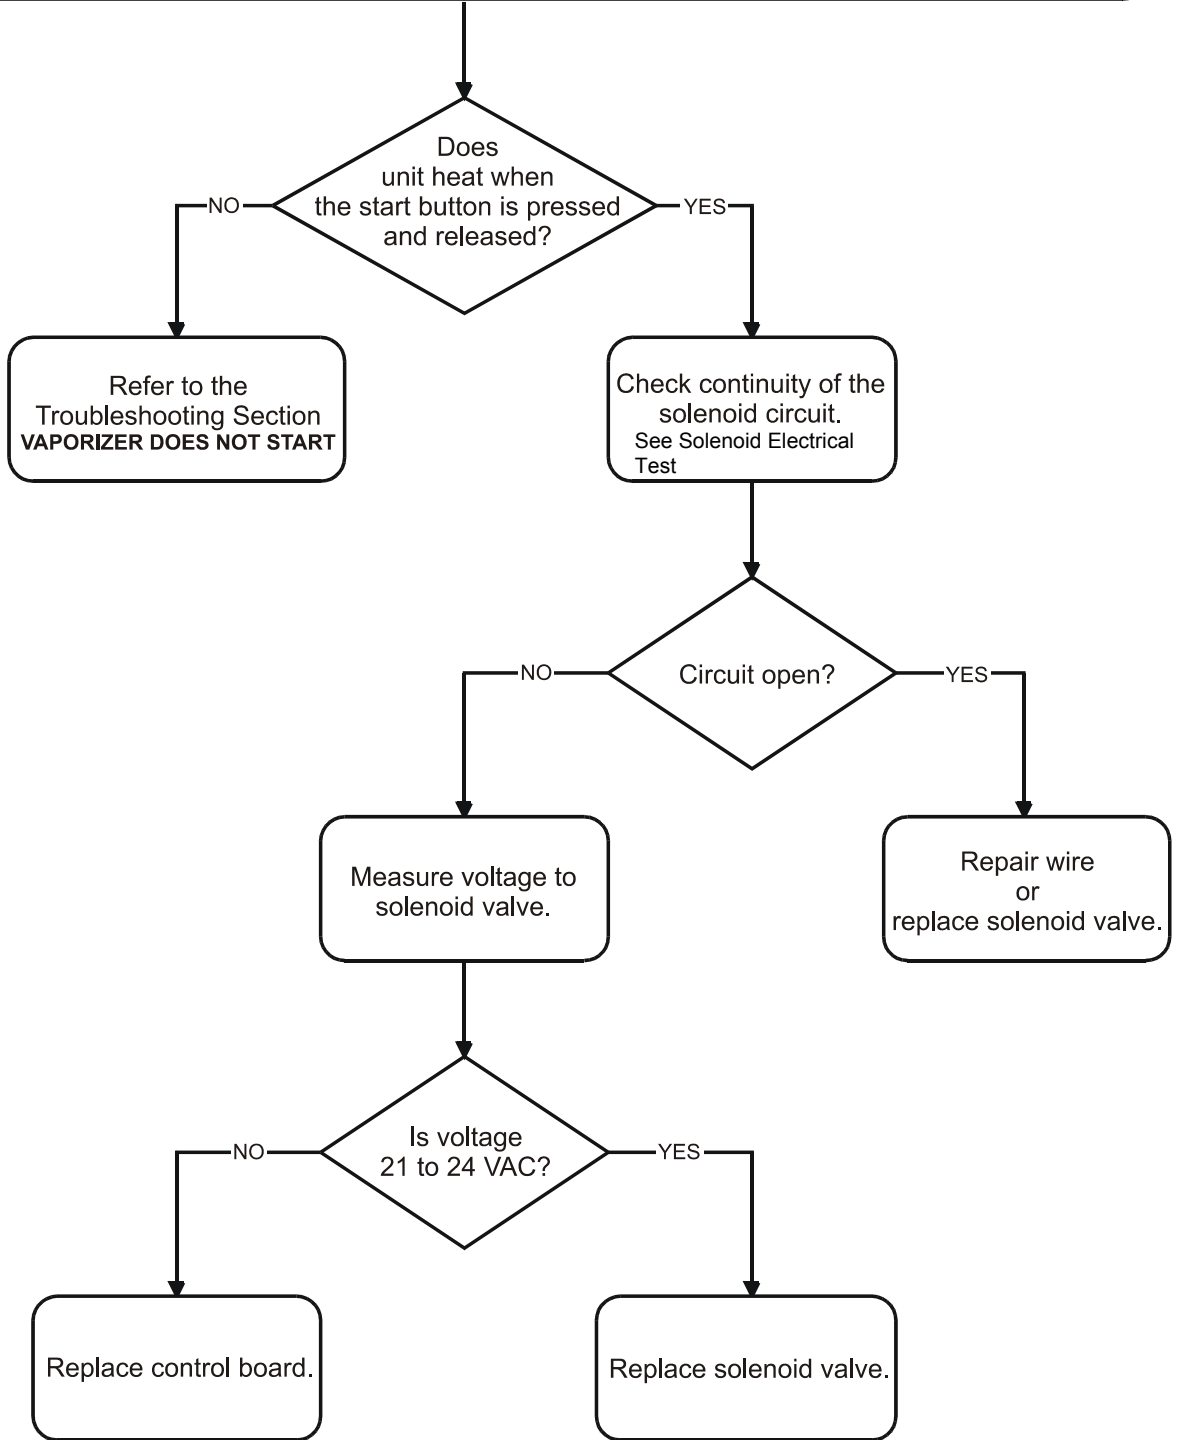 Does
unit heat when
the start button is pressed
and released?
NO
YES
Refer to the
Troubleshooting Section
VAPORIZER DOES NOT START
Check continuity of the
solenoid circuit.
See Solenoid Electrical
Test
NO
Circuit open?
YES
Measure voltage to
solenoid valve.
Repair wire
or
replace solenoid valve.
NO
Is voltage
21 to 24 VAC?
YES
Replace control board.
Replace solenoid valve.